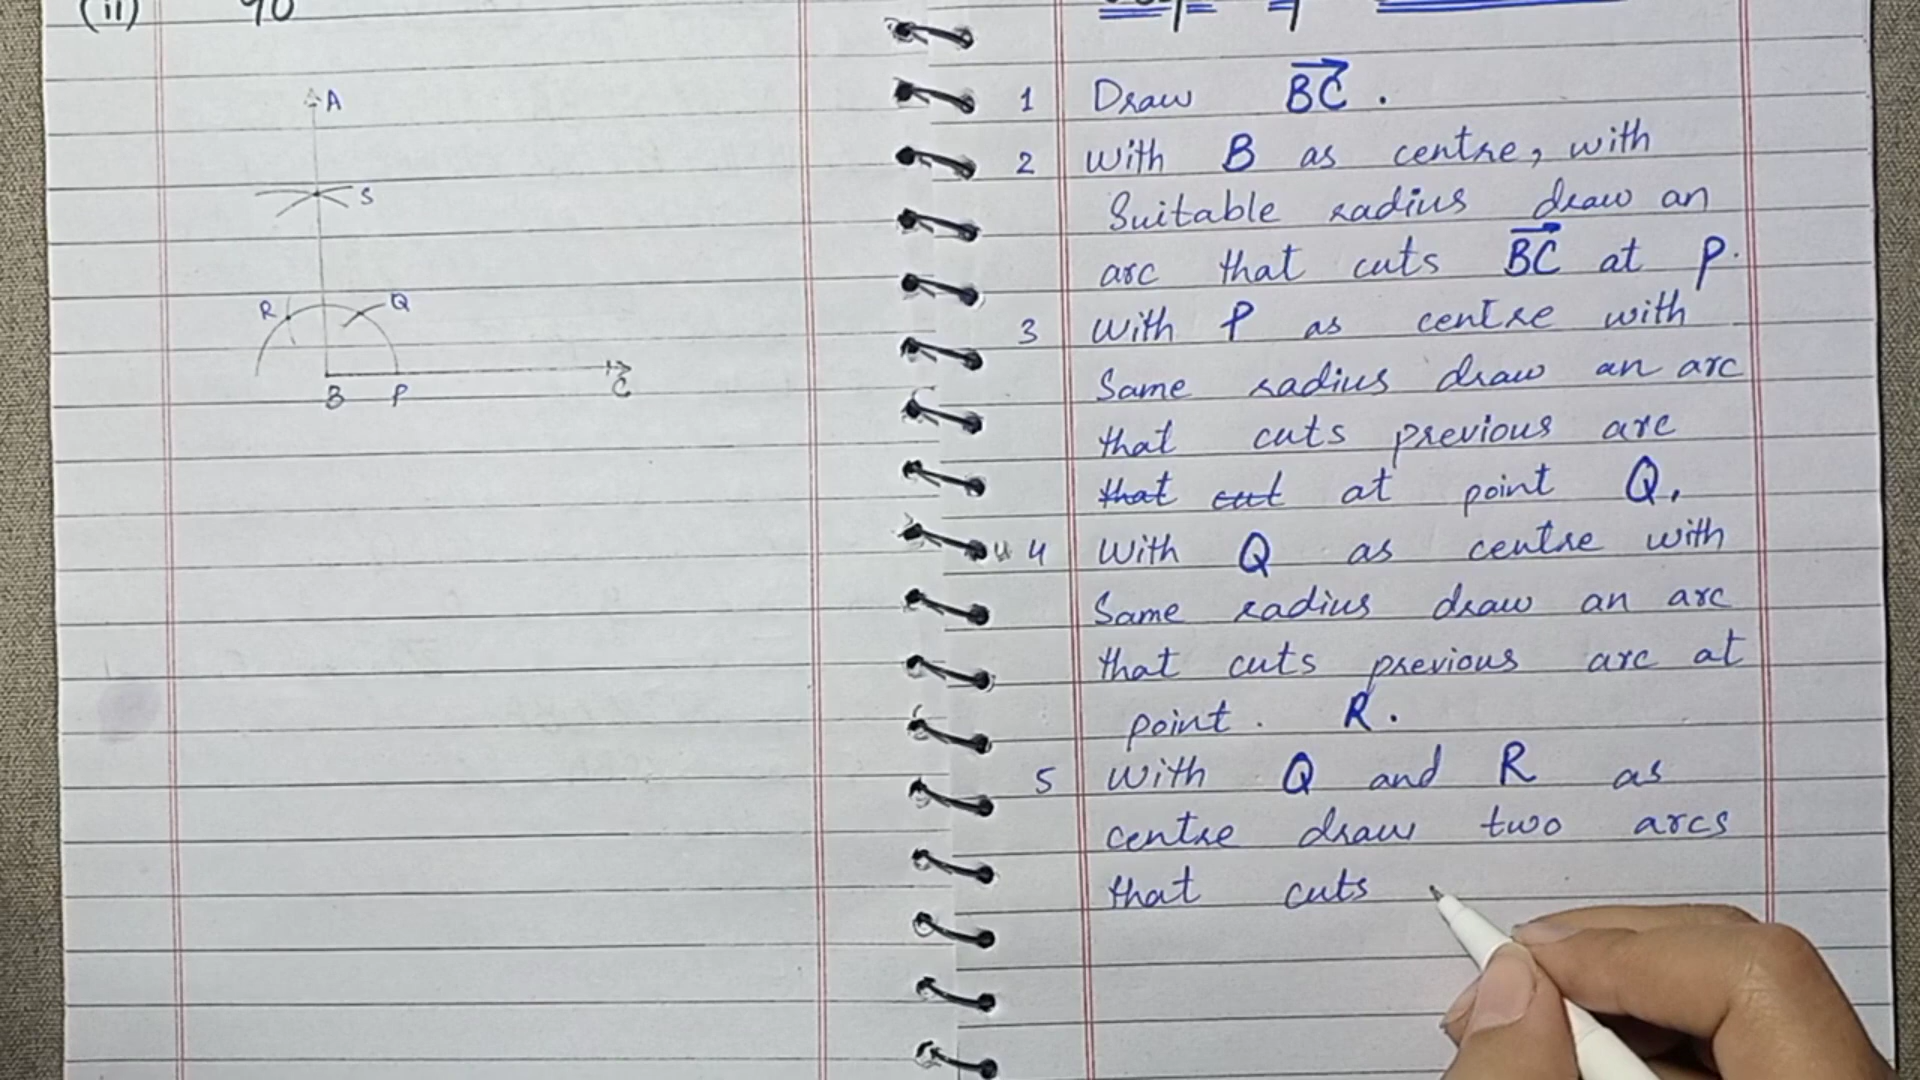 (ii) 90
A
S
R Q
B P C
1 Draw BC .
2 With B as centre, with
Suitable radius draw an
arc that cuts BC at P.
3 With P as centre with
Same radius draw an arc
that cuts previous arc
that cut at point Q.
4 4 With Q as centre with
Same radius draw an arc
that cuts previous arc at
point . R .
5 With Q and R as
centre draw two arcs
that cuts